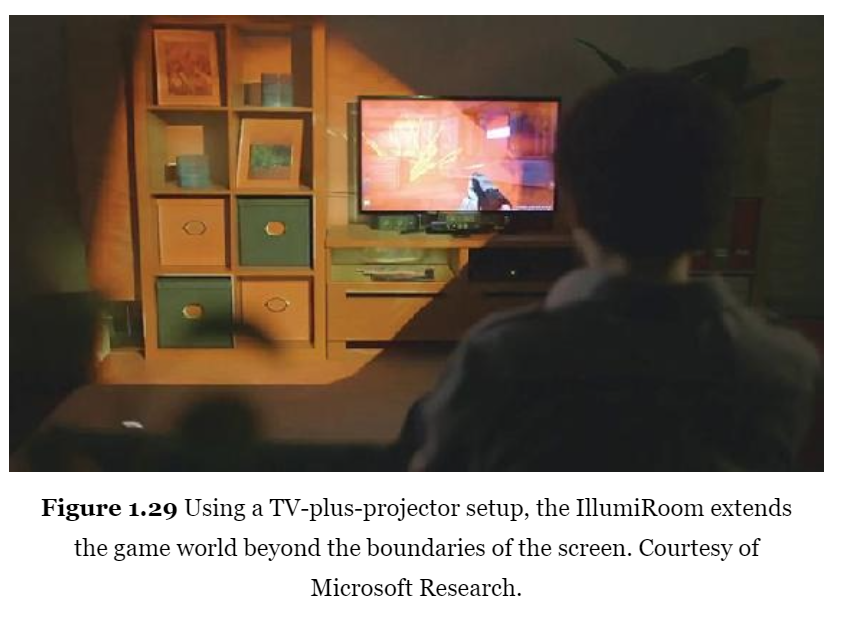 Figure 1.29 Using a TV-plus-projector setup, the IllumiRoom extends
the game world beyond the boundaries of the screen. Courtesy of
Microsoft Research.